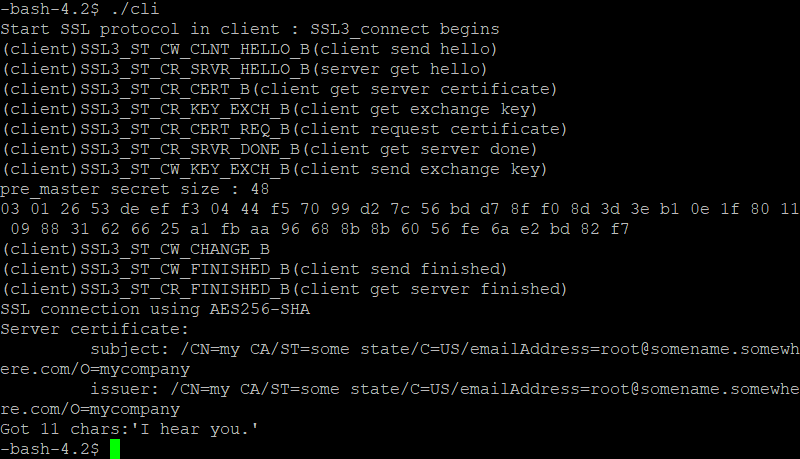 -bash-4.2$ ./cli
Start SSL protocol in client : SSL3_connect begins
(client)SSL3_ST_CW_CLNT_HELLO_B(client send hello)
(client)SSL3_ST_CR_SRVR_HELLO_B(server get hello)
(client)SSL3_ST_CR_CERT_B(client get server certificate)
(client)SSL3_ST_CR_KEY_EXCH_B(client get exchange key)
(client)SSL3_ST_CR_CERT_REQ_B(client request certificate)
(client)SSL3_ST_CR_SRVR_DONE_B(client get server done)
(client)SSL3_ST_CW_KEY_EXCH_B(client send exchange key)
pre_master secret size : 48
03 01 26 53 de ef f3 04 44 f5 70 99 d2 7c 56 bd d7 8f f0 8d 3d 3e b1 0e 1f 80 11
 09 88 31 62 66 25 a1 fb aa 96 68 8b 8b 60 56 fe 6a e2 bd 82 f7
(client)SSL3_ST_CW_CHANGE_B
(client)SSL3_ST_CW_FINISHED_B(client send finished)
(client)SSL3_ST_CR_FINISHED_B(client get server finished)
SSL connection using AES256-SHA
Server certificate:
         subject: /CN=my CA/ST=some state/C=US/emailAddress=root@somename.somewh
ere.com/O=mycompany
         issuer: /CN=my CA/ST=some state/C=US/emailAddress=root@somename.somewhe
re.com/O=mycompany
Got 11 chars:'I hear you.'
-bash-4.2$